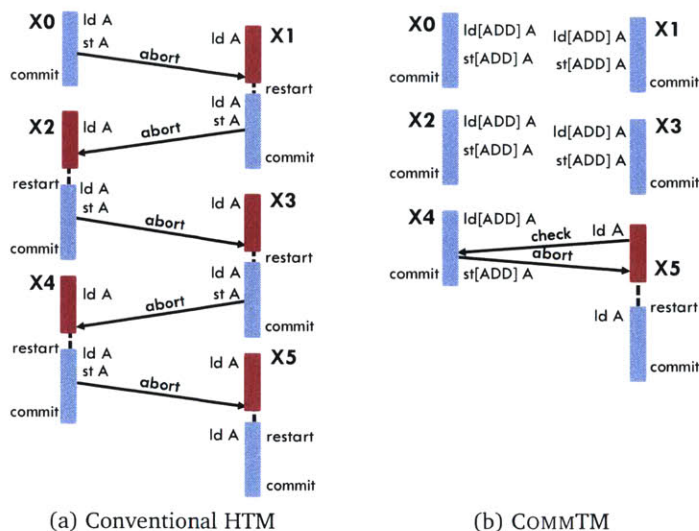 X0
ld A
st A
abort
commit
ld A
X1
restart
ld A
st A
commit
X2
ld A
abort
restart
ld A
st A
abort
commit
X3
ld A
restart
ld A
st A
commit
X4
ld A
abort
restart
ld A
st A
abort
commit
X5
ld A
restart
ld A
commit
(a) Conventional HTM
X0
ld[ADD] A
st[ADD] A
commit
X1
ld[ADD] A
st[ADD] A
commit
X2
ld[ADD] A
st[ADD] A
commit
X3
ld[ADD] A
st[ADD] A
commit
X4
ld[ADD] A
check
abort
commit
st[ADD] A
ld A
X5
restart
ld A
commit
(b) COMMTM